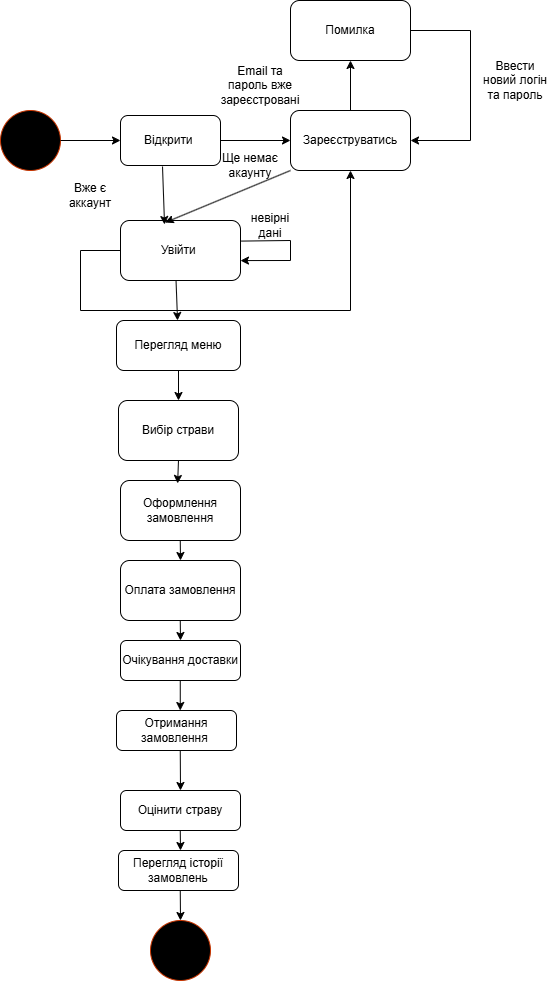 Помилка
Email та
пароль вже
зареєстровані
Ввести
новий логін
та пароль
Відкрити
Зареєструватись
Ще немає
акаунту
Вже є
аккаунт
невірні
дані
Увійти
Перегляд меню
Вибір страви
Оформлення
замовлення
Оплата замовлення
Очікування доставки
Отримання
замовлення
Оцінити страву
Перегляд історії
замовлень